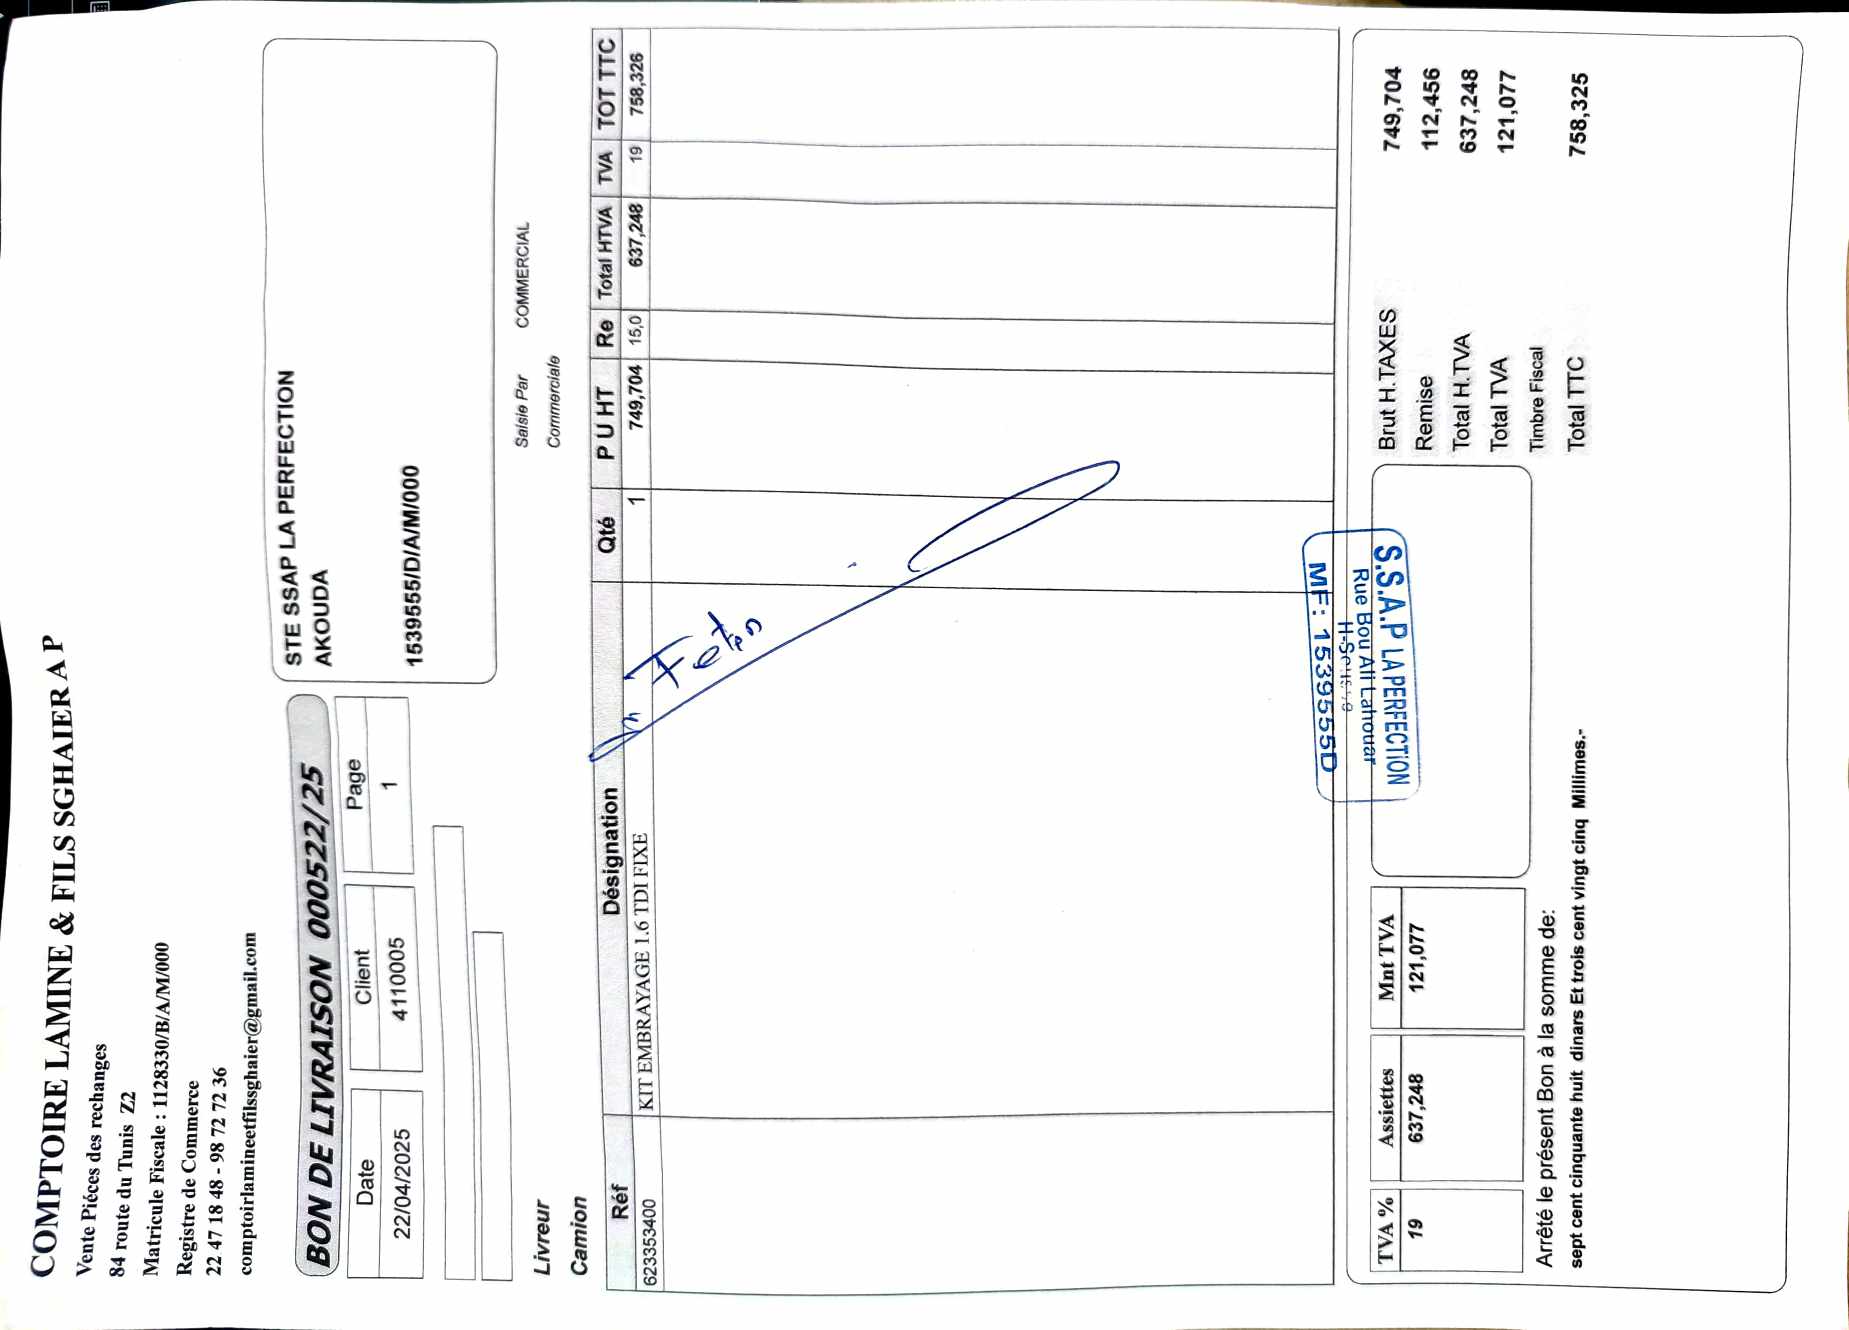 COMPTOIRE LAMINE & FILS SGHAIER A P
Vente Piéces des rechanges
84 route du Tunis Z2
Matricule Fiscale : 1128330/B/A/M/000
Registre de Commerce
22 47 18 48 - 98 72 72 36
comptoirlamineetfilssghaier@gmail.com
BON DE LIVRAISON 000522/25
Date Client Page
22/04/2025 4110005 1
STE SSAP LA PERFECTION
AKOUDA
1539555/D/A/M/000
Saisie Par COMMERCIAL
Commerciale
Livreur
Camion
Réf Désignation Qté P U HT Re Total HTVA TVA TOT TTC
623353400 KIT EMBRAYAGE 1.6 TDI FIXE 1 749,704 15,0 637,248 19 758,326
S.S.A.P LA PERFECTION
Rue Bou Ali Lahouar
MF: 1539555D
TVA % Assiettes Mnt TVA
19 637,248 121,077
Brut H.TAXES 749,704
Remise 112,456
Total H.TVA 637,248
Total TVA 121,077
Timbre Fiscal
Total TTC 758,325
Arrêté le présent Bon à la somme de:
sept cent cinquante huit dinars Et trois cent vingt cinq Millimes.-